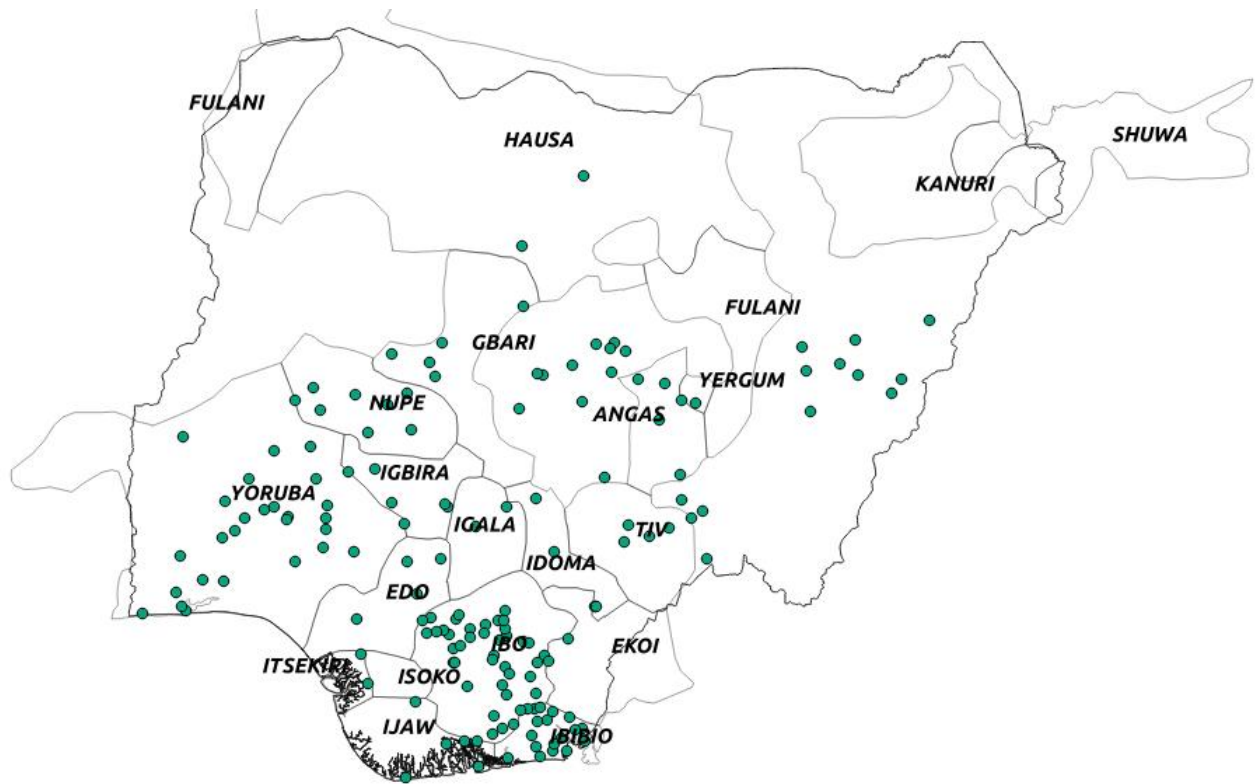 FULANI
HAUSA
SHUWA
KANURI
FULANI
GBARI
YERGUM
NUPE
ANGAS
IGBIRA
YORUBA
IGALA
TIV
IDOMA
EDO
IBO
EKOI
ITSEKIRI
ISOKO
IJAW
IBIBIO